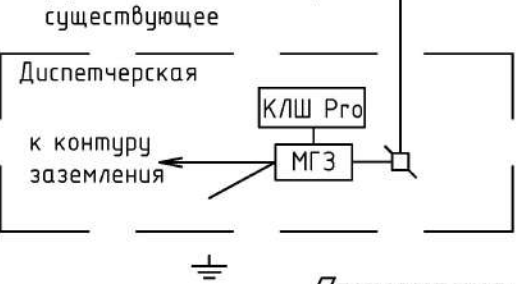 существующее
Диспетчерская
КЛШ Pro
к контуру
заземления
МГЗ